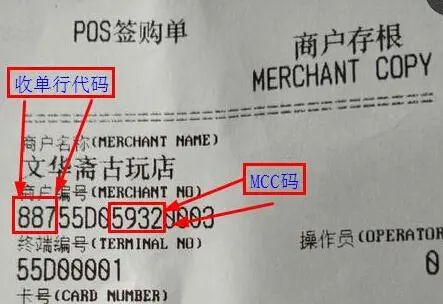 POS签购单
商户存根
MERCHANT COPY
收单行代码
商户名称(MERCHANT NAME)
文华斋古玩店
商户编号(MERCHANT NO)
MCC码
88755D059320003
终端编号(TERMINAL NO)
操作员(OPERATOR
55D00001
0
卡号(CARD NUMBER)